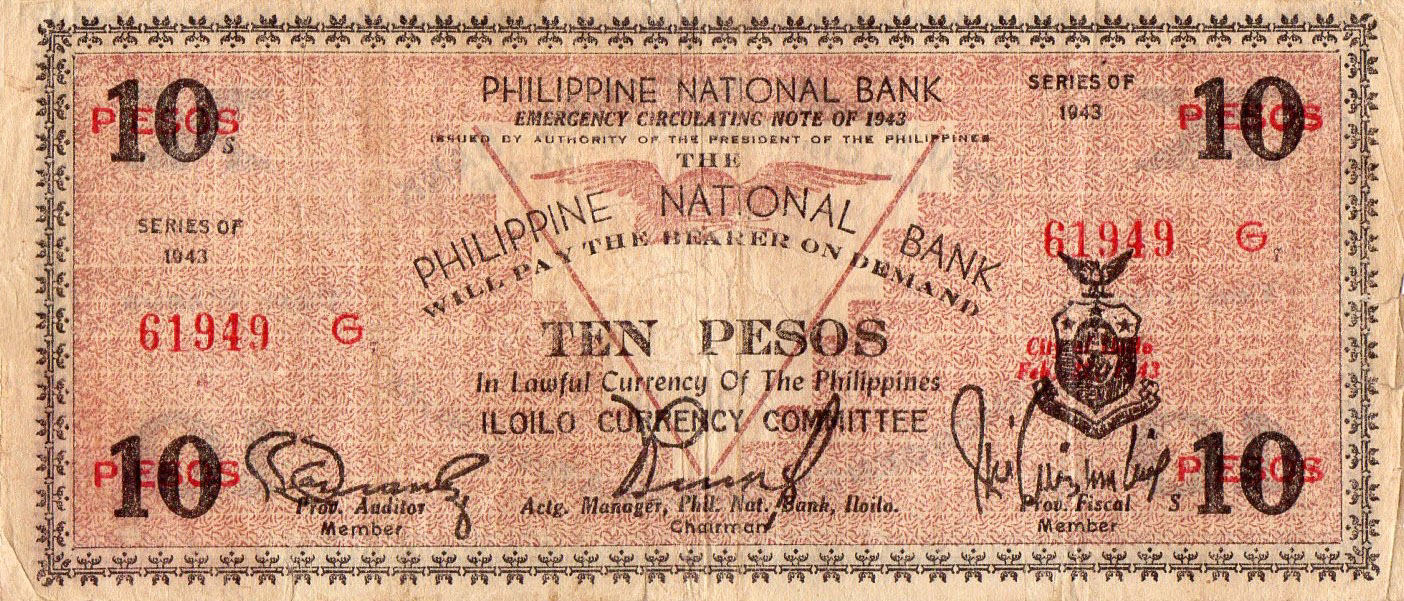 PHILIPPINE NATIONAL BANK
EMERGENCY CIRCULATING NOTE OF 1943
ISSUED BY AUTHORITY OF THE PRESIDENT OF THE PHILIPPINES
SERIES OF
1943
10
PESOS
S
10
PESOS
THE
PHILIPPINE NATIONAL BANK
WILL PAY THE BEARER ON DEMAND
SERIES OF
1943
61949 G
61949 G
TEN PESOS
In Lawful Currency Of The Philippines
ILOILO CURRENCY COMMITTEE
City of Iloilo
10
PESOS
10
PESOS
S
Prov. Auditor
Member
Actg. Manager, Phil. Nat. Bank, Iloilo.
Chairman
Prov. Fiscal
Member